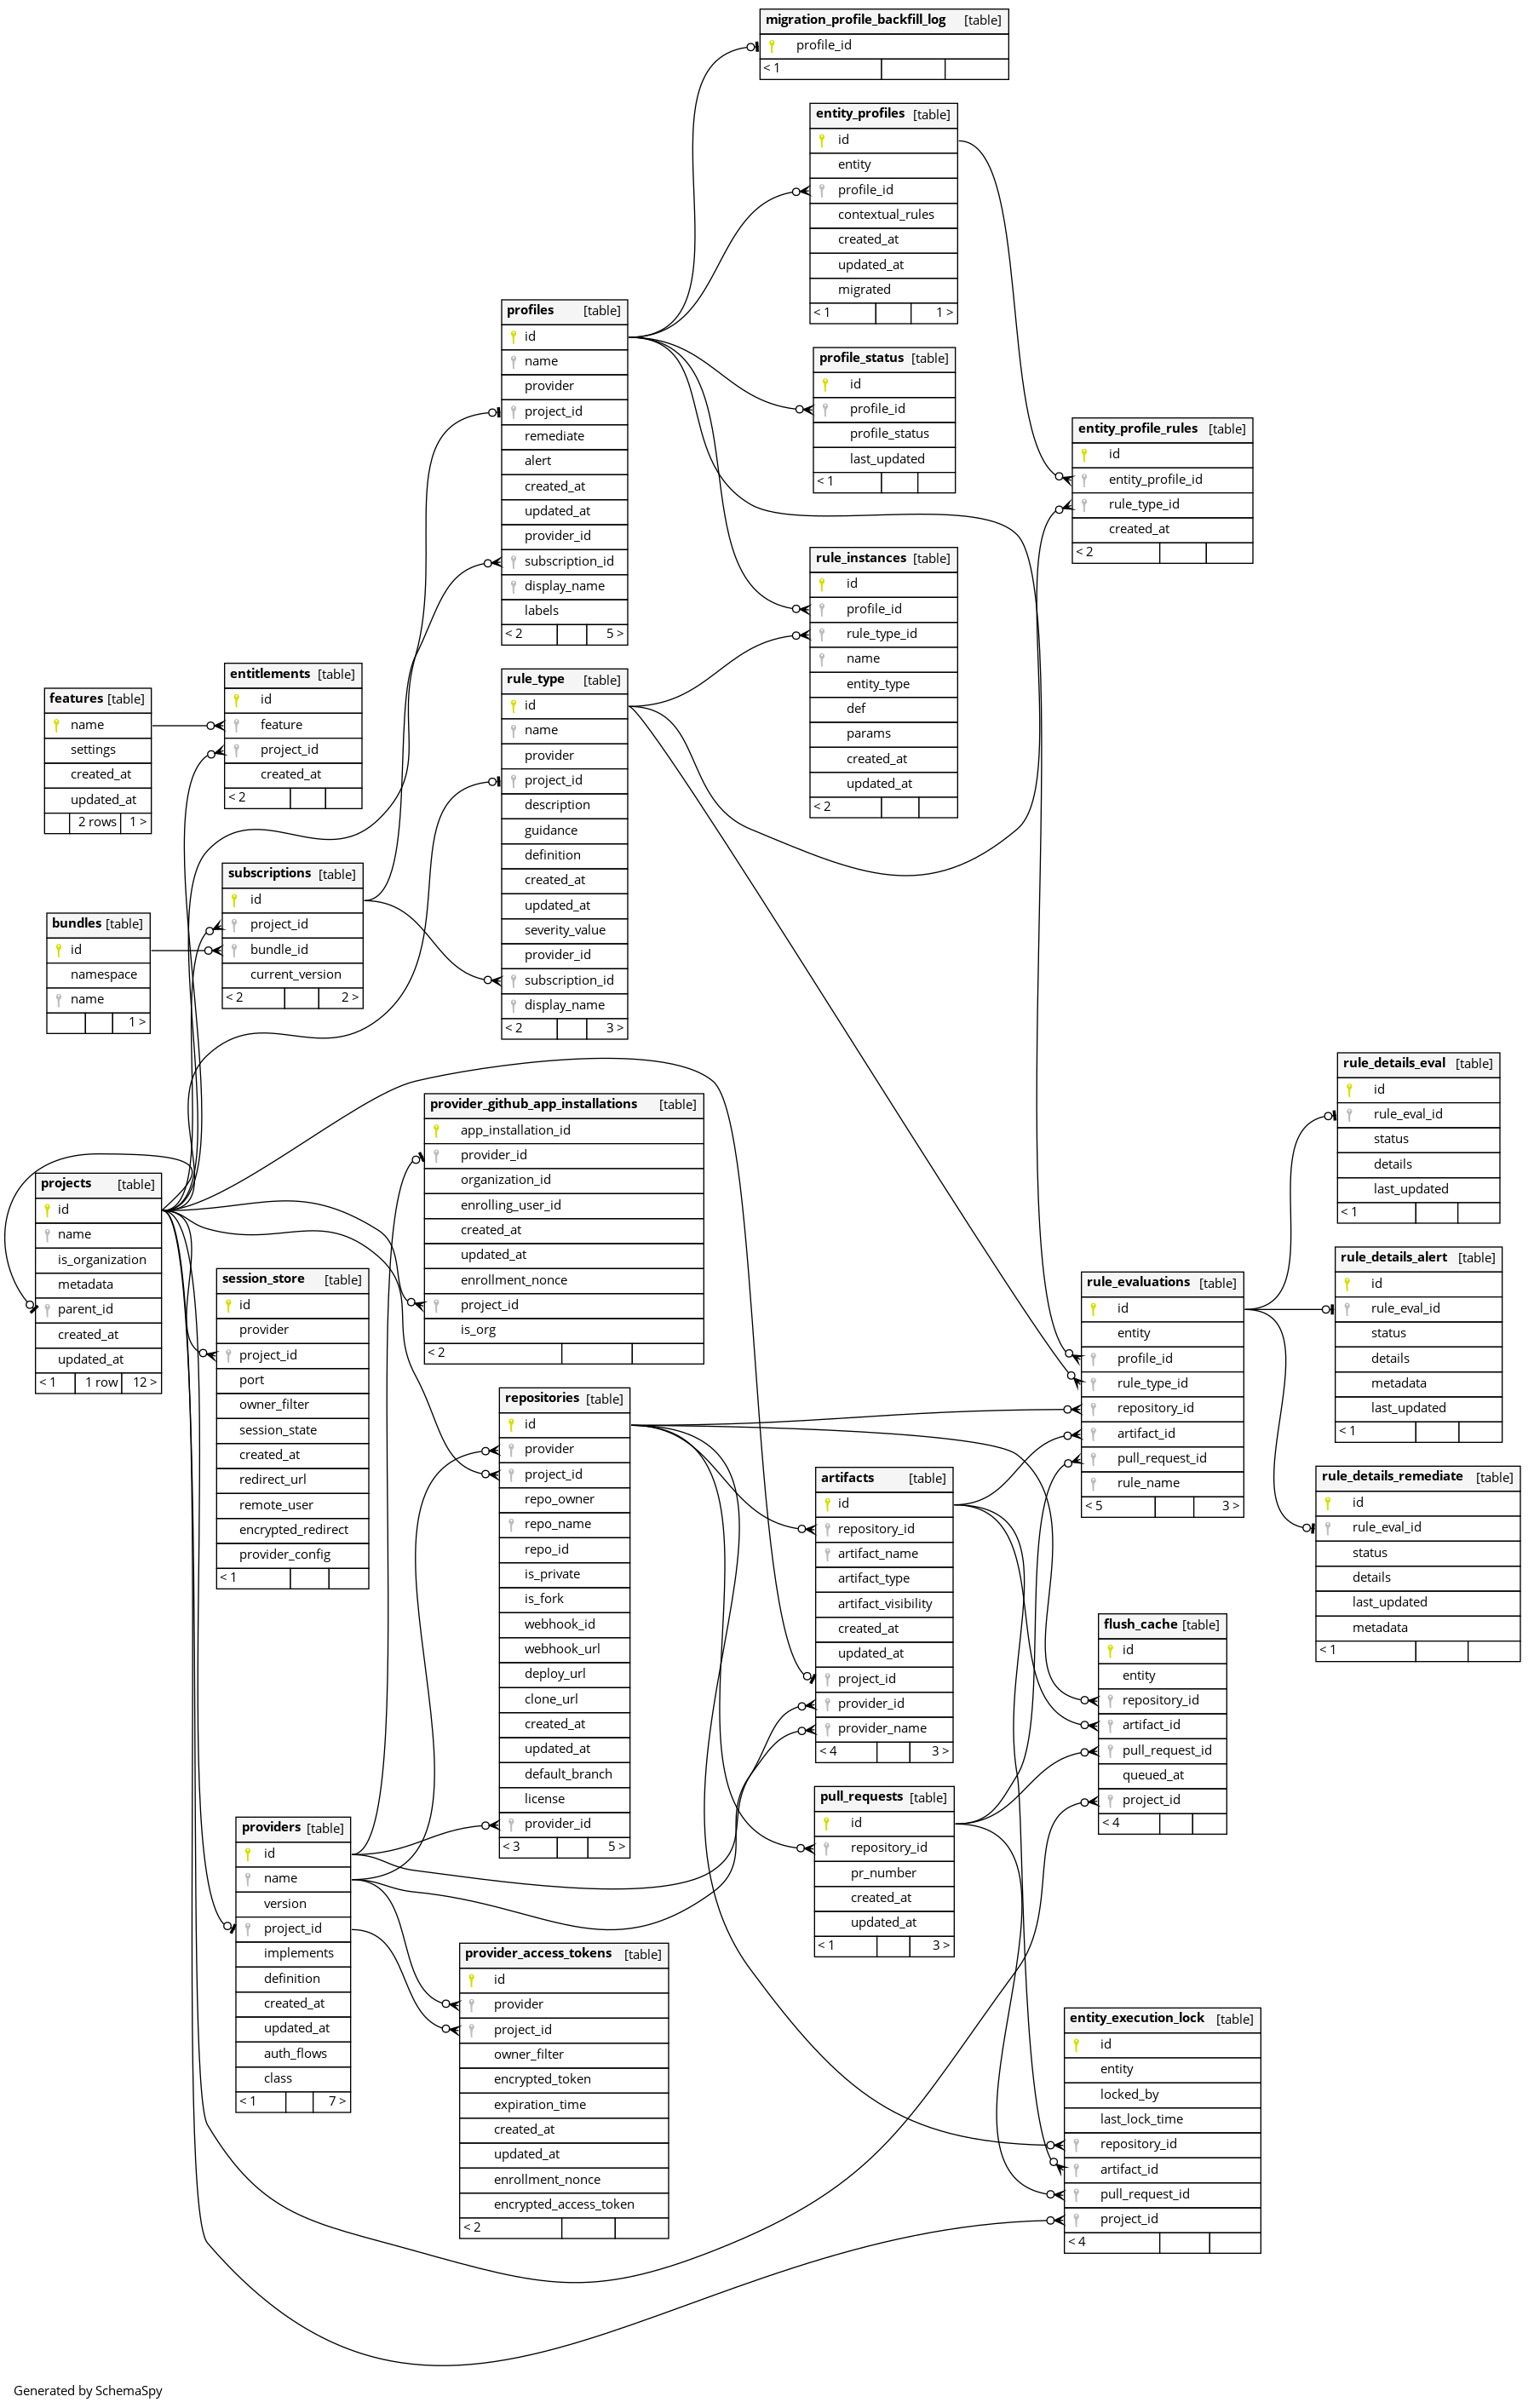 migration_profile_backfill_log [table]
profile_id
< 1
entity_profiles [table]
id
entity
profile_id
contextual_rules
created_at
updated_at
migrated
< 1 1 >
profiles [table]
id
name
provider
project_id
remediate
alert
created_at
updated_at
provider_id
subscription_id
display_name
labels
< 2 5 >
profile_status [table]
id
profile_id
profile_status
last_updated
< 1
entity_profile_rules [table]
id
entity_profile_id
rule_type_id
created_at
< 2
rule_instances [table]
id
profile_id
rule_type_id
name
entity_type
def
params
created_at
updated_at
< 2
features [table]
name
settings
created_at
updated_at
2 rows 1 >
entitlements [table]
id
feature
project_id
created_at
< 2
rule_type [table]
id
name
provider
project_id
description
guidance
definition
created_at
updated_at
severity_value
provider_id
subscription_id
display_name
< 2 3 >
bundles [table]
id
namespace
name
1 >
subscriptions [table]
id
project_id
bundle_id
current_version
< 2 2 >
provider_github_app_installations [table]
app_installation_id
provider_id
organization_id
enrolling_user_id
created_at
updated_at
enrollment_nonce
project_id
is_org
< 2
projects [table]
id
name
is_organization
metadata
parent_id
created_at
updated_at
< 1 1 row 12 >
session_store [table]
id
provider
project_id
port
owner_filter
session_state
created_at
redirect_url
remote_user
encrypted_redirect
provider_config
< 1
rule_details_eval [table]
id
rule_eval_id
status
details
last_updated
< 1
rule_evaluations [table]
id
entity
profile_id
rule_type_id
repository_id
artifact_id
pull_request_id
rule_name
< 5 3 >
rule_details_alert [table]
id
rule_eval_id
status
details
metadata
last_updated
< 1
repositories [table]
id
provider
project_id
repo_owner
repo_name
repo_id
is_private
is_fork
webhook_id
webhook_url
deploy_url
clone_url
created_at
updated_at
default_branch
license
provider_id
< 3 5 >
artifacts [table]
id
repository_id
artifact_name
artifact_type
artifact_visibility
created_at
updated_at
project_id
provider_id
provider_name
< 4 3 >
rule_details_remediate [table]
id
rule_eval_id
status
details
last_updated
metadata
< 1
flush_cache [table]
id
entity
repository_id
artifact_id
pull_request_id
queued_at
project_id
< 4
pull_requests [table]
id
repository_id
pr_number
created_at
updated_at
< 1 3 >
providers [table]
id
name
version
project_id
implements
definition
created_at
updated_at
auth_flows
class
< 1 7 >
provider_access_tokens [table]
id
provider
project_id
owner_filter
encrypted_token
expiration_time
created_at
updated_at
enrollment_nonce
encrypted_access_token
< 2
entity_execution_lock [table]
id
entity
locked_by
last_lock_time
repository_id
artifact_id
pull_request_id
project_id
< 4
Generated by SchemaSpy